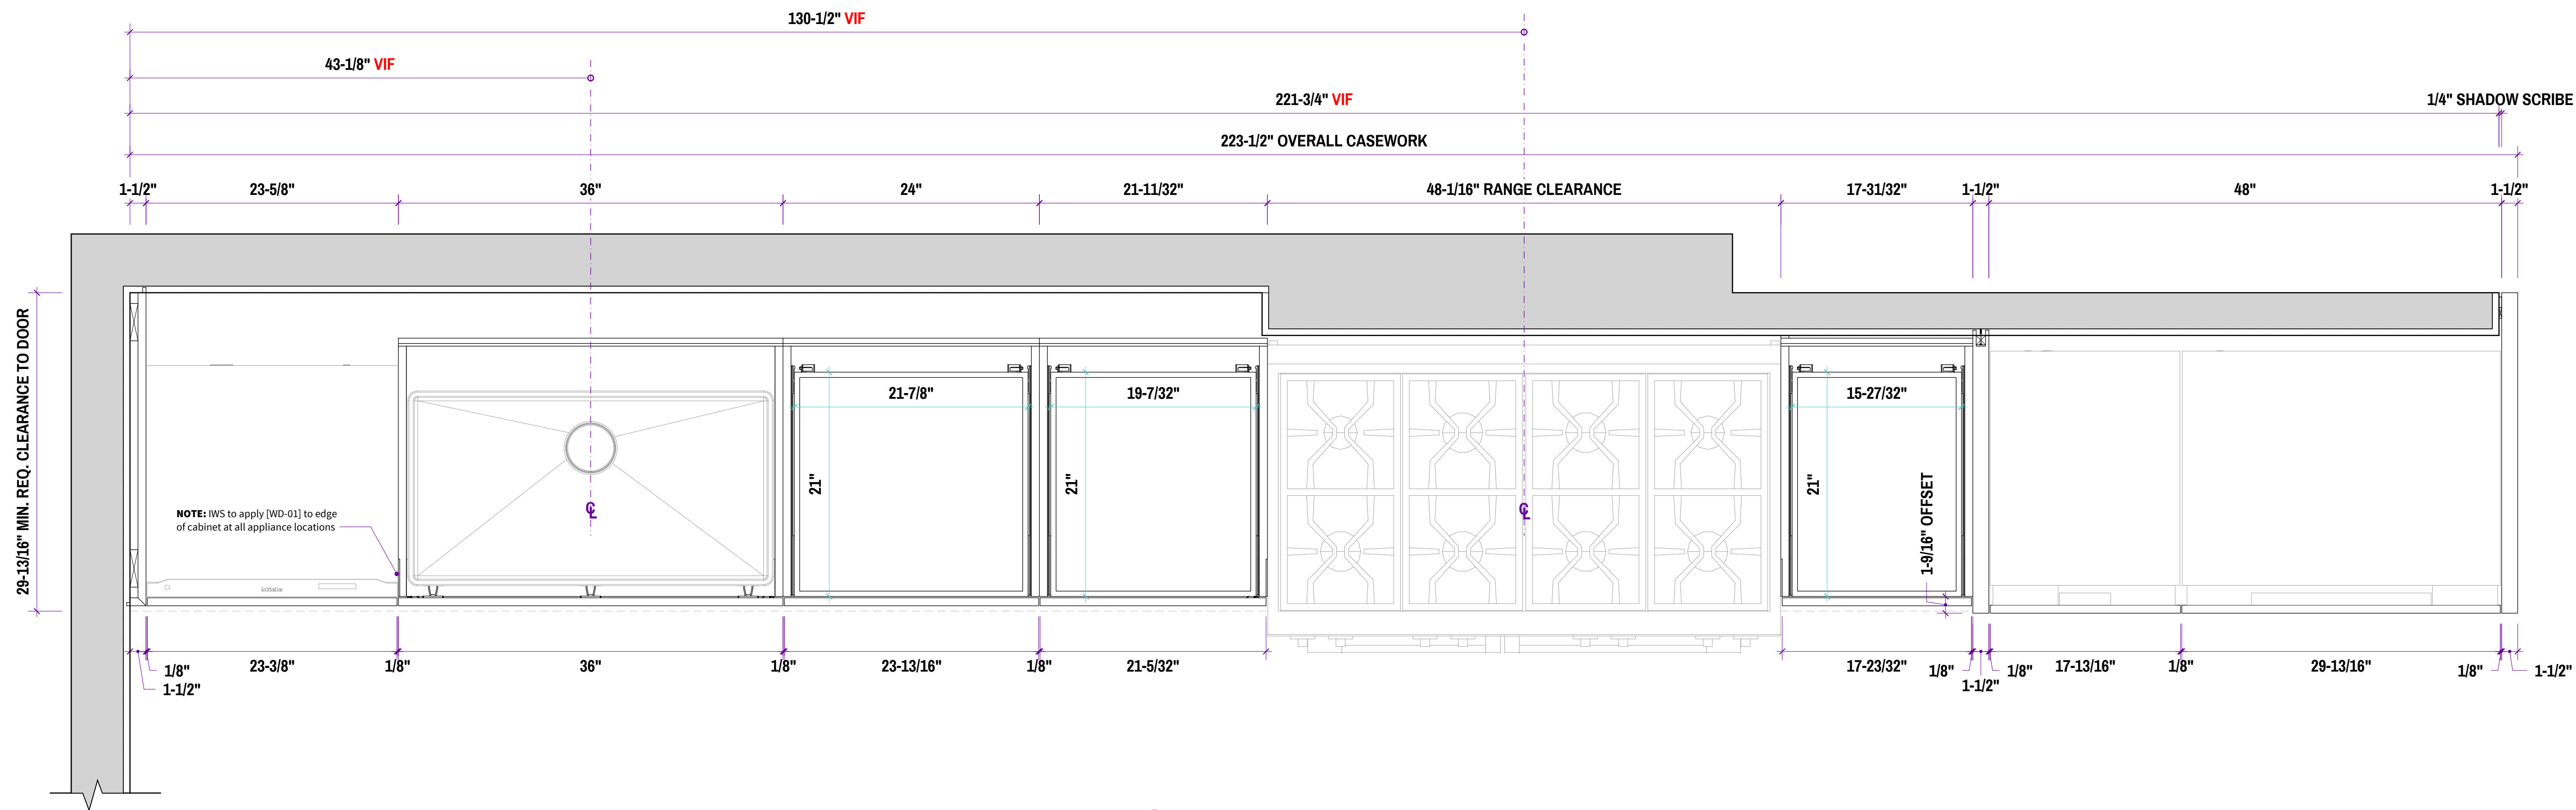 130-1/2" VIF
43-1/8" VIF
221-3/4" VIF
1/4" SHADOW SCRIBE
223-1/2" OVERALL CASEWORK
1-1/2"
23-5/8"
36"
24"
21-11/32"
48-1/16" RANGE CLEARANCE
17-31/32"
1-1/2"
48"
1-1/2"
29-13/16" MIN. REQ. CLEARANCE TO DOOR
21-7/8"
19-7/32"
15-27/32"
21"
21"
21"
1-9/16" OFFSET
NOTE: IWS to apply [WD-01] to edge
of cabinet at all appliance locations
CL
CL
Miele
1/8"
1-1/2"
23-3/8"
1/8"
36"
1/8"
23-13/16"
1/8"
21-5/32"
17-23/32"
1/8"
1-1/2"
1/8"
17-13/16"
1/8"
29-13/16"
1/8"
1-1/2"